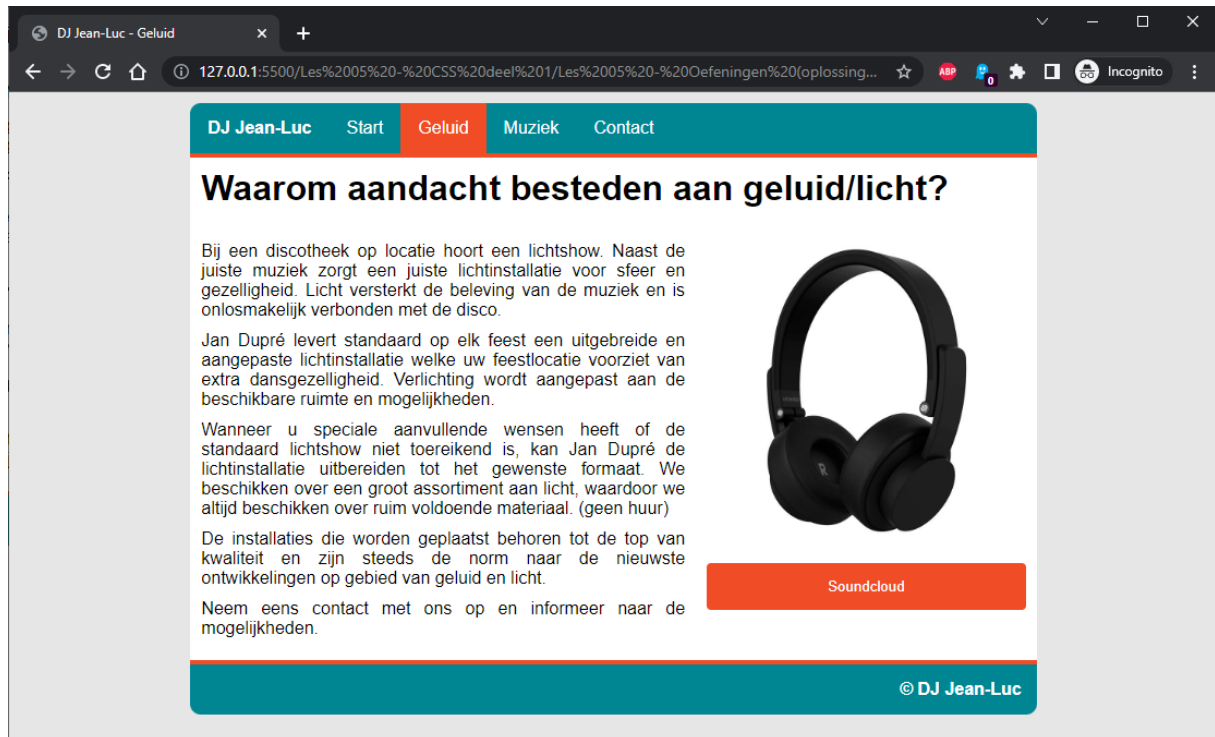 DJ Jean-Luc - Geluid
127.0.0.1:5500/Les%2005%20-%20CSS%20deel%201/Les%2005%20-%20Oefeningen%20(oplossing...
ABP
0
Incognito
DJ Jean-Luc Start Geluid Muziek Contact
Waarom aandacht besteden aan geluid/licht?
Bij een discotheek op locatie hoort een lichtshow. Naast de
juiste muziek zorgt een juiste lichtinstallatie voor sfeer en
gezelligheid. Licht versterkt de beleving van de muziek en is
onlosmakelijk verbonden met de disco.
Jan Dupré levert standaard op elk feest een uitgebreide en
aangepaste lichtinstallatie welke uw feestlocatie voorziet van
extra dansgezelligheid. Verlichting wordt aangepast aan de
beschikbare ruimte en mogelijkheden.
Wanneer u speciale aanvullende wensen heeft of de
standaard lichtshow niet toereikend is, kan Jan Dupré de
lichtinstallatie uitbereiden tot het gewenste formaat. We
beschikken over een groot assortiment aan licht, waardoor we
altijd beschikken over ruim voldoende materiaal. (geen huur)
De installaties die worden geplaatst behoren tot de top van
kwaliteit en zijn steeds de norm naar de nieuwste
ontwikkelingen op gebied van geluid en licht.
Neem eens contact met ons op en informeer naar de
mogelijkheden.
R
Soundcloud
© DJ Jean-Luc